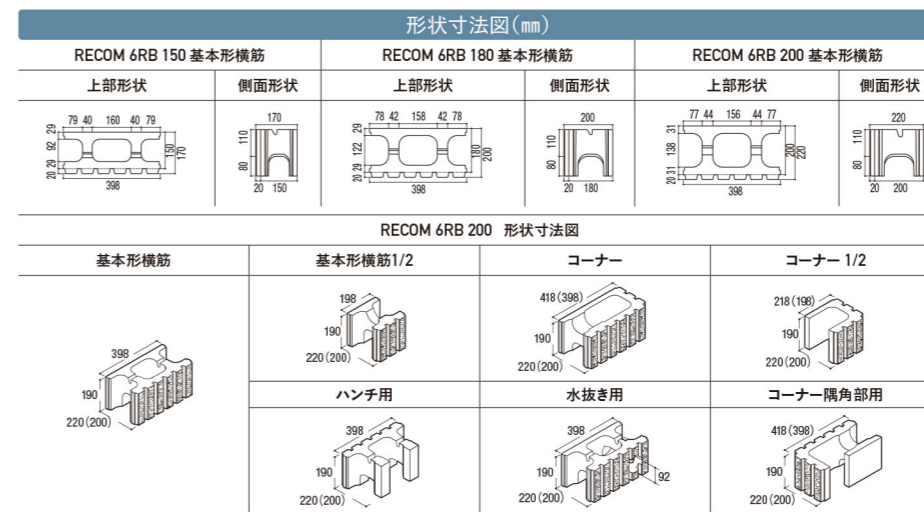 形状寸法図(㎜)
RECOM 6RB 150 基本形横筋
RECOM 6RB 180 基本形横筋
RECOM 6RB 200 基本形横筋
上部形状
側面形状
上部形状
側面形状
上部形状
側面形状
79 40 160 40 79
29
92
29
20
150
170
398
170
110
80
20 150
78 42 158 42 78
29
122
29
20
180
200
398
200
110
80
20 180
77 44 156 44 77
31
138
31
20
200
220
398
220
110
80
20 200
RECOM 6RB 200 形状寸法図
基本形横筋
基本形横筋1/2
コーナー
コーナー 1/2
398
190
220(200)
198
190
220(200)
418(398)
190
220(200)
218(198)
190
220(200)
ハンチ用
水抜き用
コーナー隅角部用
398
190
220(200)
398
190
220(200)
92
418(398)
190
220(200)